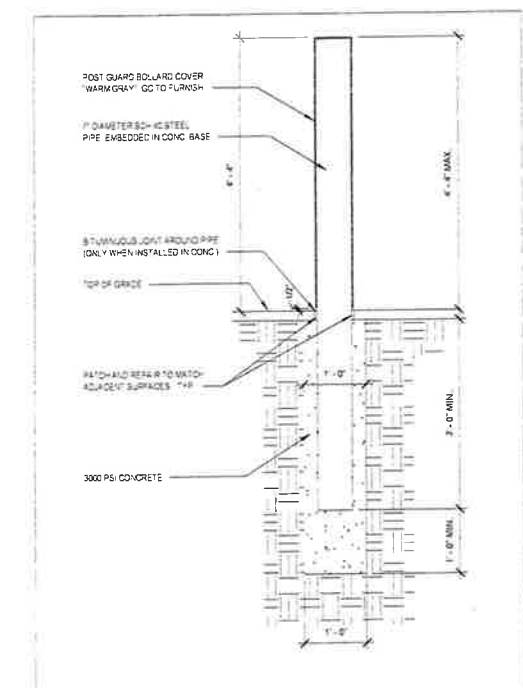 POST GUARD BOLLARD COVER
"WARM GRAY" GC TO FURNISH
DIAMETER SCH 40 STEEL
PIPE EMBEDDED IN CONC BASE
4'-4"
4'-4" MAX.
BITUMINOUS JOINT AROUND PIPE
(ONLY WHEN INSTALLED IN CONC)
TOP OF GRADE
1/2"
PATCH AND REPAIR TO MATCH
ADJACENT SURFACES TYP
1'-0"
3'-0" MIN.
3000 PSI CONCRETE
1'-0" MIN.
1'-0"